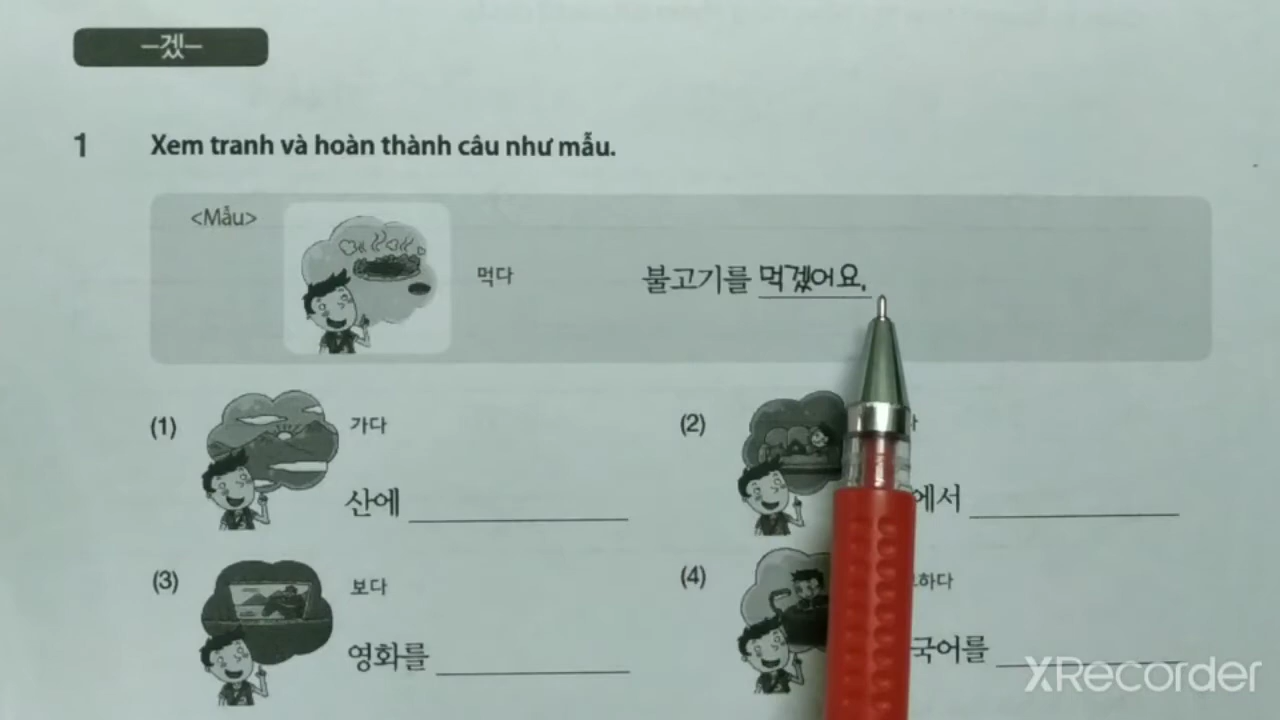 –겠–
1 Xem tranh và hoàn thành câu như mẫu.
<Mẫu>
먹다
불고기를 먹겠어요.
(1) 가다
산에
(2)
에서
(3) 보다
영화를
(4) 하다
국어를
XRecorder